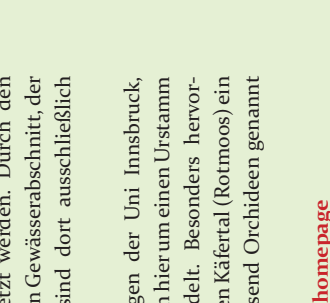 werden. Durch den
Gewässerabschnitt, der
sind dort ausschließlich
der Uni Innsbruck,
hier um einen Urstamm
Besonders hervor-
Käfertal (Rotmoos) ein
Orchideen genannt
homepage